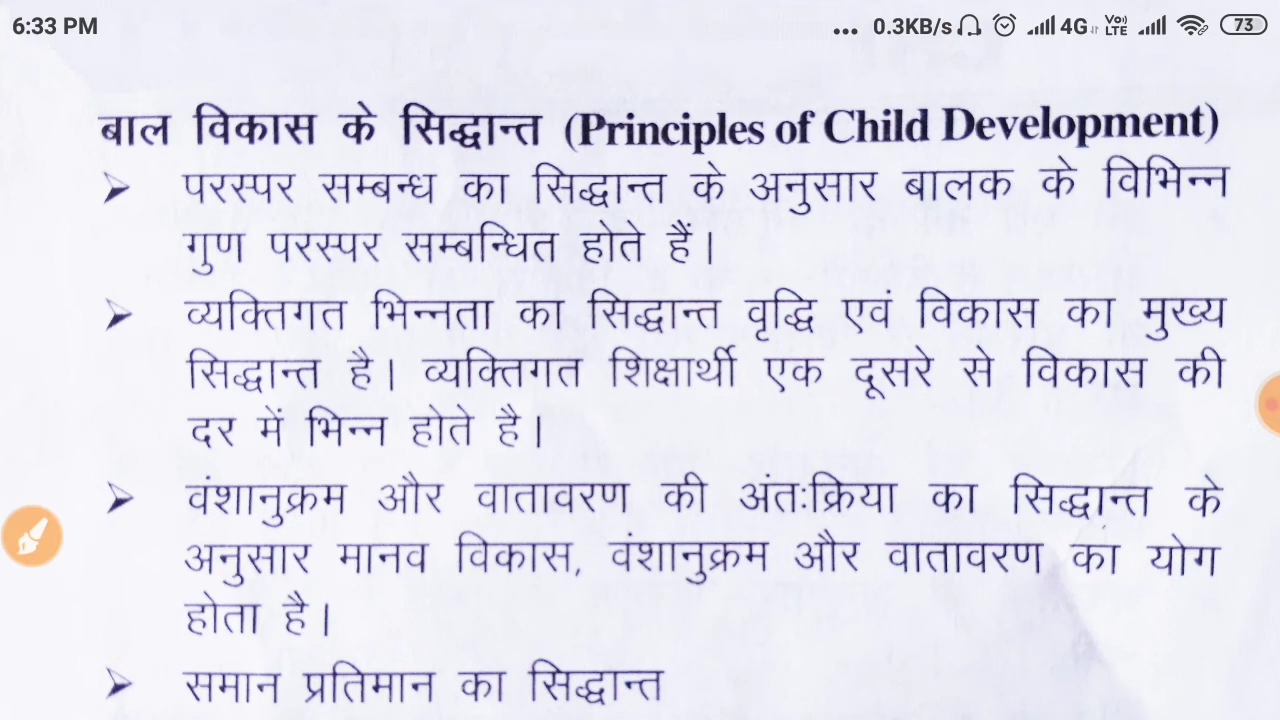 6:33 PM ... 0.3KB/s 4G Vo) LTE 73
बाल विकास के सिद्धान्त (Principles of Child Development)
➢ परस्पर सम्बन्ध का सिद्धान्त के अनुसार बालक के विभिन्न
गुण परस्पर सम्बन्धित होते हैं।
➢ व्यक्तिगत भिन्नता का सिद्धान्त वृद्धि एवं विकास का मुख्य
सिद्धान्त है। व्यक्तिगत शिक्षार्थी एक दूसरे से विकास की
दर में भिन्न होते है।
➢ वंशानुक्रम और वातावरण की अंतःक्रिया का सिद्धान्त के
अनुसार मानव विकास, वंशानुक्रम और वातावरण का योग
होता है।
➢ समान प्रतिमान का सिद्धान्त